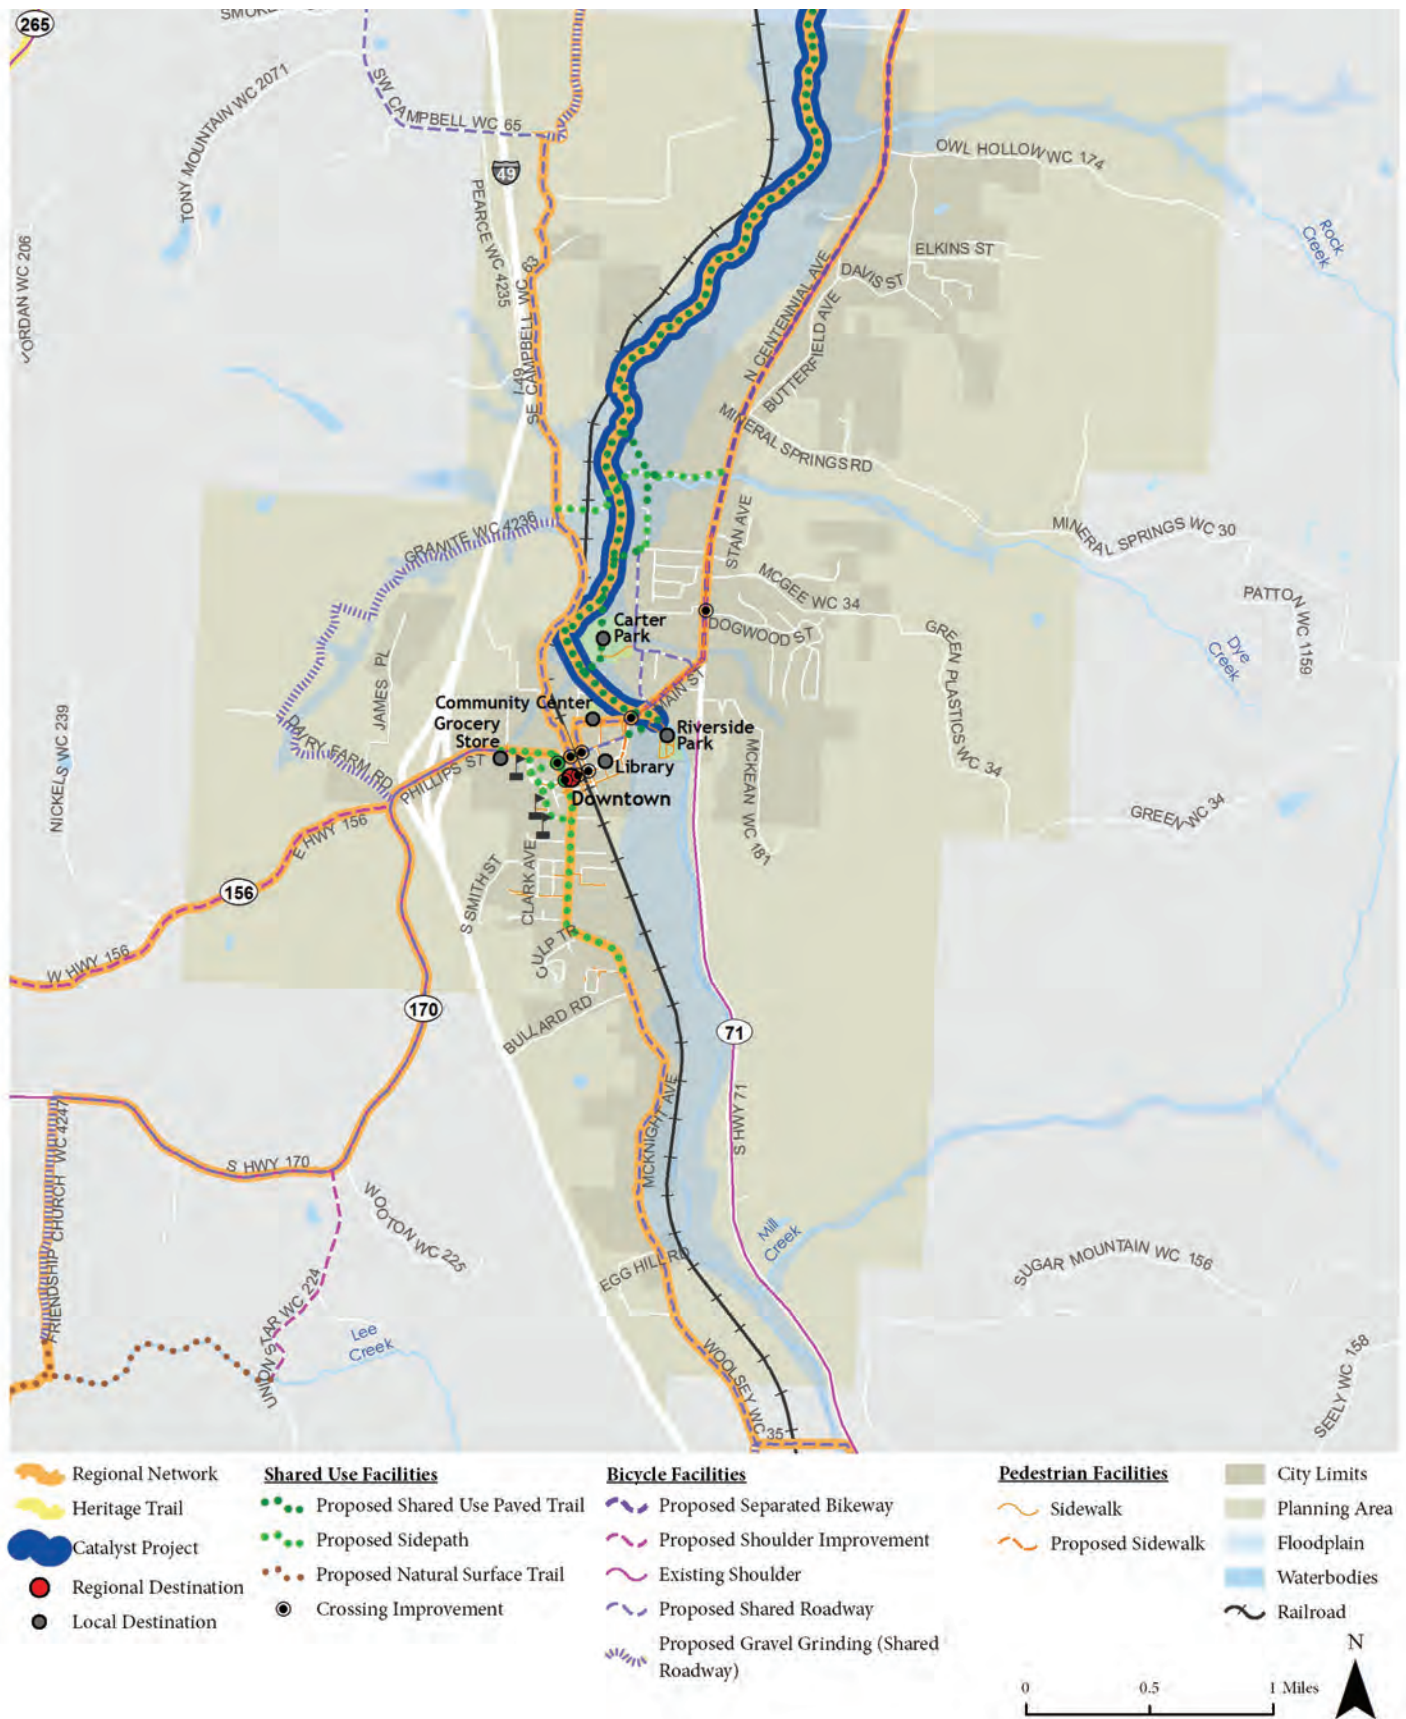 265
SW CAMPBELL WC 65
TONY MOUNTAIN WC 2071
49
PEARCE WC 4235
OWL HOLLOW WC 174
Rock
Creek
JORDAN WC 206
ELKINS ST
DAVIS ST
N CENTENNIAL AVE
BUTTERFIELD AVE
SE CAMPBELL WC 63
I-49
MINERAL SPRINGS RD
GRANITE WC 4236
STAN AVE
MINERAL SPRINGS WC 30
MCGEE WC 34
PATTON WC 1159
Carter
Park
DOGWOOD ST
GREEN PLASTICS WC 34
Dye
Creek
JAMES PL
MAIN ST
Community Center
Grocery
Store
Riverside
Park
NICKELS WC 239
DAIRY FARM RD
PHILLIPS ST
Library
Downtown
MCKEAN WC 181
GREEN WC 34
E HWY 156
156
S SMITH ST
CLARK AVE
W HWY 156
CULP TR
170
BULLARD RD
71
S HWY 71
MCKNIGHT AVE
FRIENDSHIP CHURCH WC 4247
S HWY 170
WOOTON WC 225
Mill
Creek
EGG HILL RD
SUGAR MOUNTAIN WC 156
UNION STAR WC 224
Lee
Creek
WOOLSEY WC 35
SEELY WC 158
Regional Network
Heritage Trail
Catalyst Project
Regional Destination
Local Destination
Shared Use Facilities
Proposed Shared Use Paved Trail
Proposed Sidepath
Proposed Natural Surface Trail
Crossing Improvement
Bicycle Facilities
Proposed Separated Bikeway
Proposed Shoulder Improvement
Existing Shoulder
Proposed Shared Roadway
Proposed Gravel Grinding (Shared
Roadway)
Pedestrian Facilities
Sidewalk
Proposed Sidewalk
City Limits
Planning Area
Floodplain
Waterbodies
Railroad
N
0 0.5 1 Miles